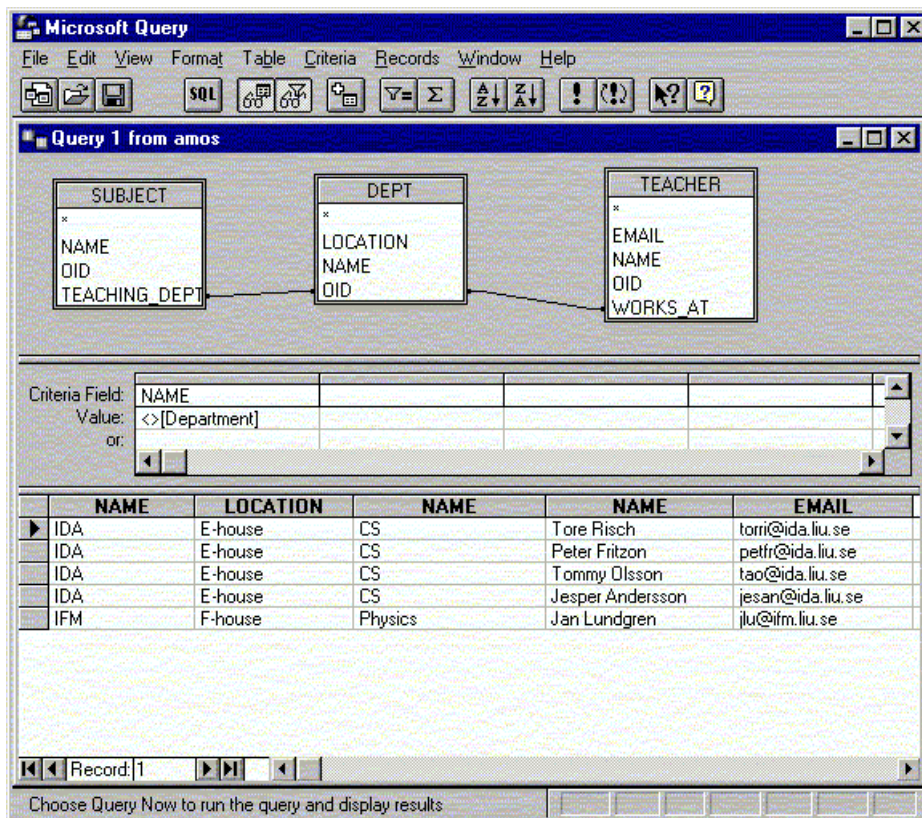 Microsoft Query
File Edit View Format Table Criteria Records Window Help
SQL
Query 1 from amos
SUBJECT
*
NAME
OID
TEACHING_DEPT
DEPT
*
LOCATION
NAME
OID
TEACHER
*
EMAIL
NAME
OID
WORKS_AT
Criteria Field: NAME
Value: <>[Department]
or:
NAME LOCATION NAME NAME EMAIL
IDA E-house CS Tore Risch torri@ida.liu.se
IDA E-house CS Peter Fritzon petfr@ida.liu.se
IDA E-house CS Tommy Olsson tao@ida.liu.se
IDA E-house CS Jesper Andersson jesan@ida.liu.se
IFM F-house Physics Jan Lundgren jlu@ifm.liu.se
Record: 1
Choose Query Now to run the query and display results